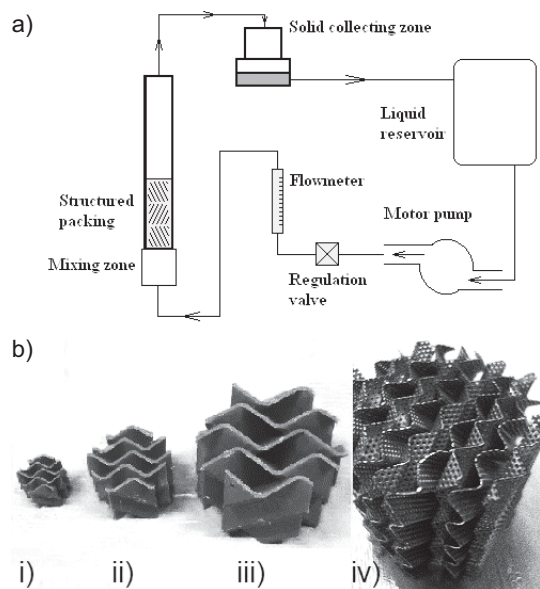 a)
Solid collecting zone
Liquid
reservoir
Flowmeter
Structured
packing
Motor pump
Mixing zone
Regulation
valve
b)
i)
ii)
iii)
iv)